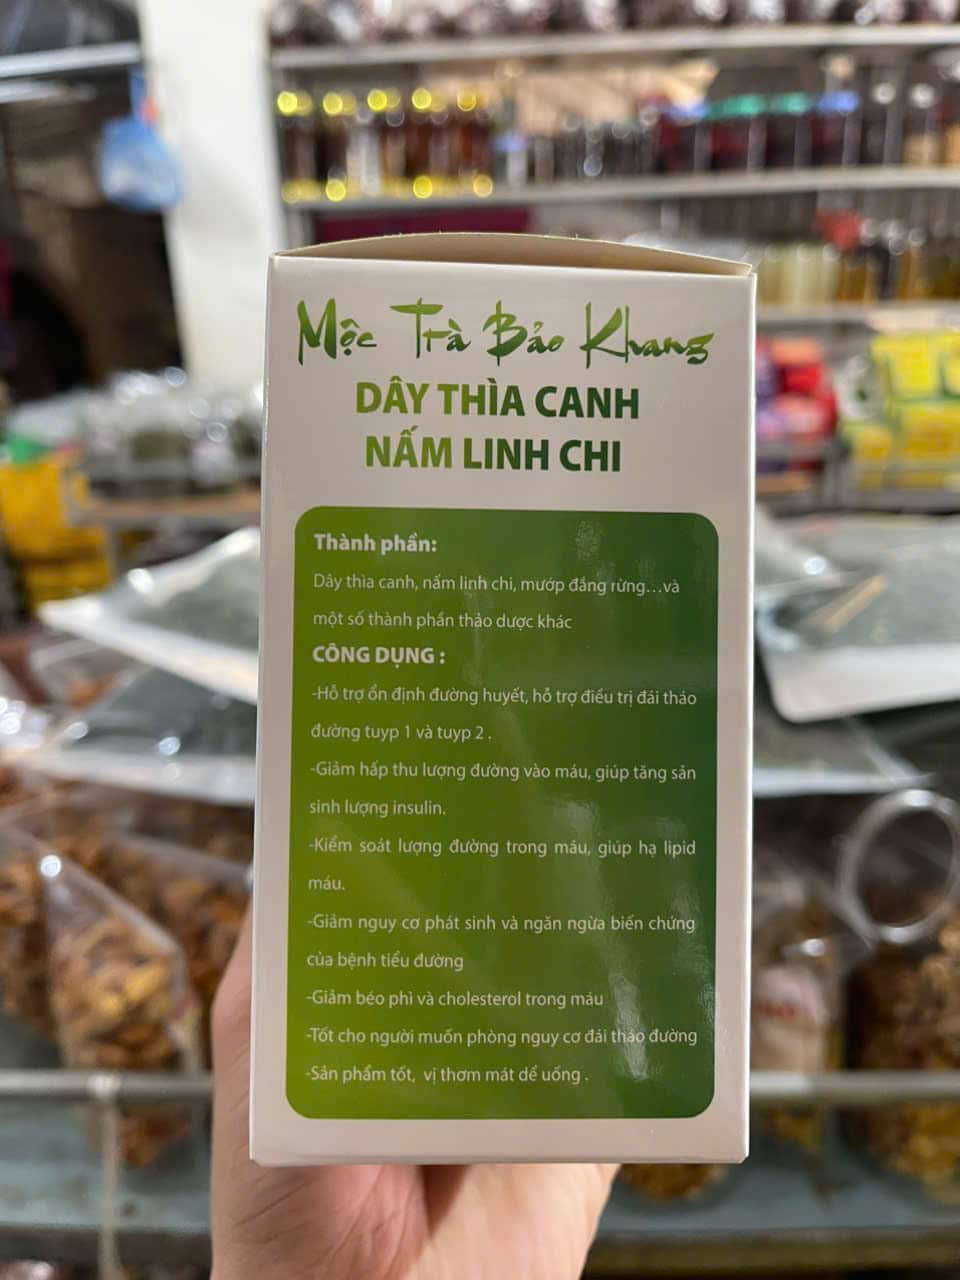 Mộc Trà Bảo Khang
DÂY THÌA CANH
NẤM LINH CHI
Thành phần:
Dây thìa canh, nấm linh chi, mướp đắng rừng...và
một số thành phần thảo dược khác
CÔNG DỤNG :
-Hỗ trợ ổn định đường huyết, hỗ trợ điều trị đái tháo
đường tuyp 1 và tuyp 2 .
-Giảm hấp thu lượng đường vào máu, giúp tăng sản
sinh lượng insulin.
-Kiểm soát lượng đường trong máu, giúp hạ lipid
máu.
-Giảm nguy cơ phát sinh và ngăn ngừa biến chứng
của bệnh tiểu đường
-Giảm béo phì và cholesterol trong máu
-Tốt cho người muốn phòng nguy cơ đái tháo đường
-Sản phẩm tốt, vị thơm mát dể uống .